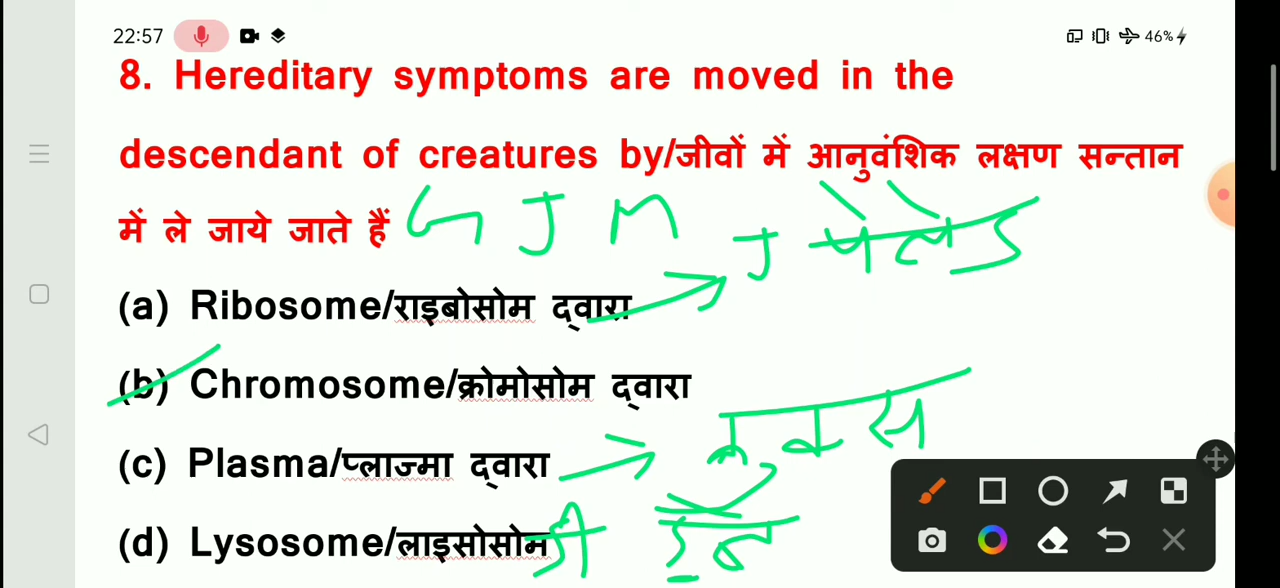 22:57
46%
8. Hereditary symptoms are moved in the
descendant of creatures by/जीवों में आनुवंशिक लक्षण सन्तान
में ले जाये जाते हैं G J M
J पेलेड
(a) Ribosome/राइबोसोम द्वारा
(b) Chromosome/क्रोमोसोम द्वारा
(c) Plasma/प्लाज्मा द्वारा
(d) Lysosome/लाइसोसोम